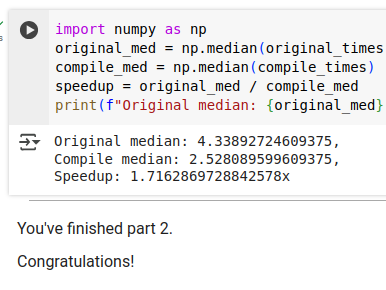 import numpy as np
original_med = np.median(original_times
compile_med = np.median(compile_times)
speedup = original_med / compile_med
print(f"Original median: {original_med}
Original median: 4.33892724609375,
Compile median: 2.528089599609375,
Speedup: 1.7162869728842578x
You've finished part 2.
Congratulations!